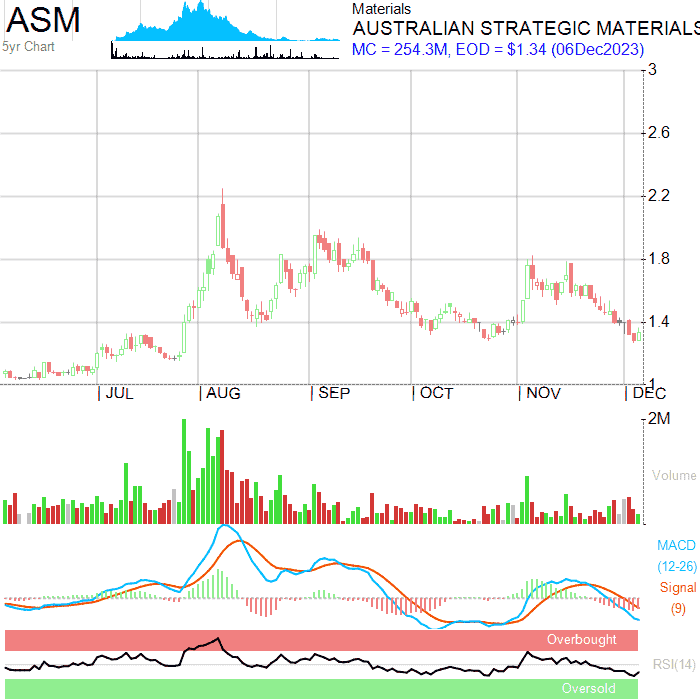 ASM
5yr Chart
Materials
AUSTRALIAN STRATEGIC MATERIALS
MC = 254.3M, EOD = $1.34 (06Dec2023)
3
2.6
2.2
1.8
1.4
1
JUL
AUG
SEP
OCT
NOV
DEC
2M
Volume
MACD
(12-26)
Signal
(9)
Overbought
RSI(14)
Oversold